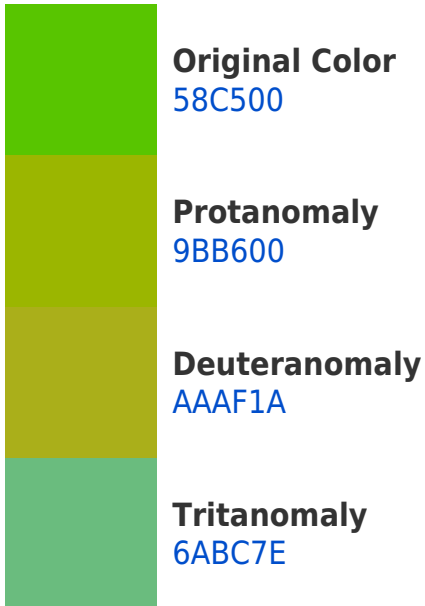 Original Color
58C500
Protanomaly
9BB600
Deuteranomaly
AAAF1A
Tritanomaly
6ABC7E